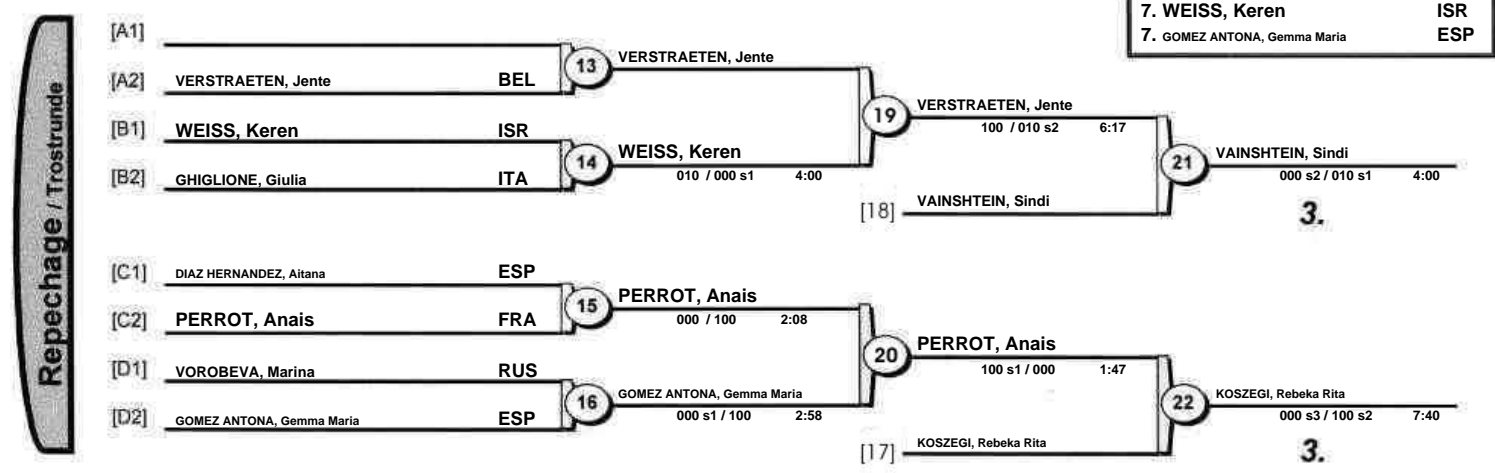 7. WEISS, Keren ISR
7. GOMEZ ANTONA, Gemma Maria ESP
Repechage / Trostrunde
[A1]
13 VERSTRAETEN, Jente
[A2] VERSTRAETEN, Jente BEL
19 VERSTRAETEN, Jente
100 / 010 s2 6:17
[B1] WEISS, Keren ISR
14 WEISS, Keren
010 / 000 s1 4:00
[B2] GHIGLIONE, Giulia ITA
21 VAINSHTEIN, Sindi
000 s2 / 010 s1 4:00
[18] VAINSHTEIN, Sindi
3.
[C1] DIAZ HERNANDEZ, Aitana ESP
15 PERROT, Anais
000 / 100 2:08
[C2] PERROT, Anais FRA
20 PERROT, Anais
100 s1 / 000 1:47
[D1] VOROBEVA, Marina RUS
16 GOMEZ ANTONA, Gemma Maria
000 s1 / 100 2:58
[D2] GOMEZ ANTONA, Gemma Maria ESP
22 KOSZEGI, Rebeka Rita
000 s3 / 100 s2 7:40
[17] KOSZEGI, Rebeka Rita
3.